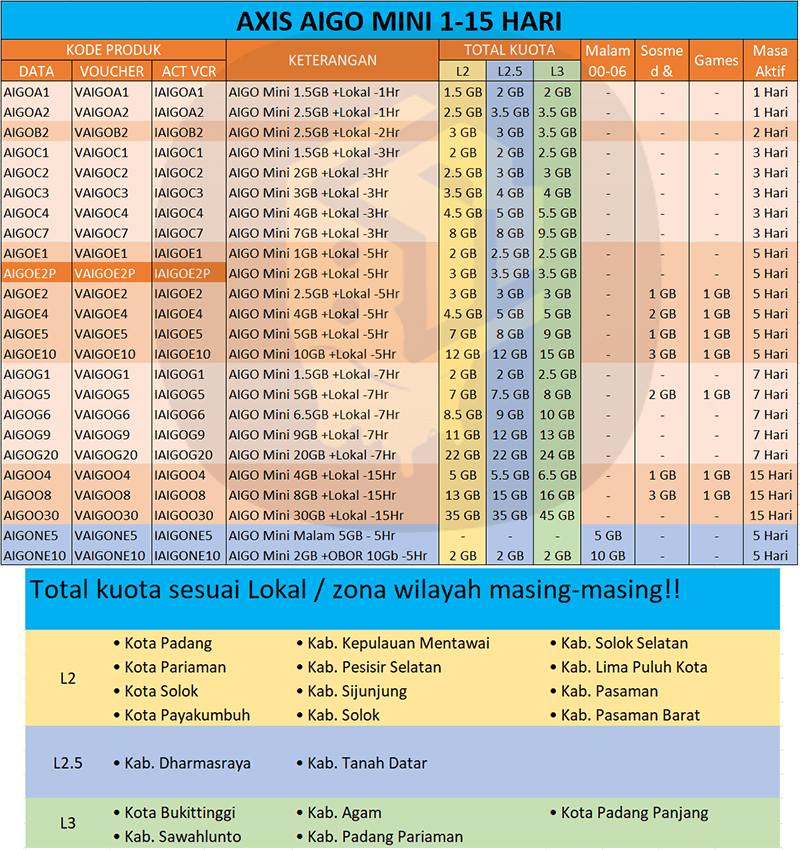 AXIS AIGO MINI 1-15 HARI
KODE PRODUK KETERANGAN TOTAL KUOTA Malam 00-06 Sosmed & Games Masa Aktif
DATA VOUCHER ACT VCR L2 L2.5 L3
AIGOA1 VAIGOA1 IAIGOA1 AIGO Mini 1.5GB +Lokal -1Hr 1.5 GB 2 GB 2 GB - - - 1 Hari
AIGOA2 VAIGOA2 IAIGOA2 AIGO Mini 2.5GB +Lokal -1Hr 2.5 GB 3.5 GB 3.5 GB - - - 1 Hari
AIGOB2 VAIGOB2 IAIGOB2 AIGO Mini 2.5GB +Lokal -2Hr 3 GB 3 GB 3.5 GB - - - 2 Hari
AIGOC1 VAIGOC1 IAIGOC1 AIGO Mini 1.5GB +Lokal -3Hr 2 GB 2 GB 2.5 GB - - - 3 Hari
AIGOC2 VAIGOC2 IAIGOC2 AIGO Mini 2GB +Lokal -3Hr 2.5 GB 3 GB 3 GB - - - 3 Hari
AIGOC3 VAIGOC3 IAIGOC3 AIGO Mini 3GB +Lokal -3Hr 3.5 GB 4 GB 4 GB - - - 3 Hari
AIGOC4 VAIGOC4 IAIGOC4 AIGO Mini 4GB +Lokal -3Hr 4.5 GB 5 GB 5.5 GB - - - 3 Hari
AIGOC7 VAIGOC7 IAIGOC7 AIGO Mini 7GB +Lokal -3Hr 8 GB 8 GB 9.5 GB - - - 3 Hari
AIGOE1 VAIGOE1 IAIGOE1 AIGO Mini 1GB +Lokal -5Hr 2 GB 2.5 GB 2.5 GB - - - 5 Hari
AIGOE2P VAIGOE2P IAIGOE2P AIGO Mini 2GB +Lokal -5Hr 3 GB 3.5 GB 3.5 GB - - - 5 Hari
AIGOE2 VAIGOE2 IAIGOE2 AIGO Mini 2.5GB +Lokal -5Hr 3 GB 3 GB 3 GB - 1 GB 1 GB 5 Hari
AIGOE4 VAIGOE4 IAIGOE4 AIGO Mini 4GB +Lokal -5Hr 4.5 GB 5 GB 5 GB - 2 GB 1 GB 5 Hari
AIGOE5 VAIGOE5 IAIGOE5 AIGO Mini 5GB +Lokal -5Hr 7 GB 8 GB 9 GB - 1 GB 1 GB 5 Hari
AIGOE10 VAIGOE10 IAIGOE10 AIGO Mini 10GB +Lokal -5Hr 12 GB 12 GB 15 GB - 3 GB 1 GB 5 Hari
AIGOG1 VAIGOG1 IAIGOG1 AIGO Mini 1.5GB +Lokal -7Hr 2 GB 2 GB 2.5 GB - - - 7 Hari
AIGOG5 VAIGOG5 IAIGOG5 AIGO Mini 5GB +Lokal -7Hr 7 GB 7.5 GB 8 GB - 2 GB 1 GB 7 Hari
AIGOG6 VAIGOG6 IAIGOG6 AIGO Mini 6.5GB +Lokal -7Hr 8.5 GB 9 GB 10 GB - - - 7 Hari
AIGOG9 VAIGOG9 IAIGOG9 AIGO Mini 9GB +Lokal -7Hr 11 GB 12 GB 13 GB - - - 7 Hari
AIGOG20 VAIGOG20 IAIGOG20 AIGO Mini 20GB +Lokal -7Hr 22 GB 22 GB 24 GB - - - 7 Hari
AIGOO4 VAIGOO4 IAIGOO4 AIGO Mini 4GB +Lokal -15Hr 5 GB 5.5 GB 6.5 GB - 1 GB 1 GB 15 Hari
AIGOO8 VAIGOO8 IAIGOO8 AIGO Mini 8GB +Lokal -15Hr 13 GB 15 GB 16 GB - 3 GB 1 GB 15 Hari
AIGOO30 VAIGOO30 IAIGOO30 AIGO Mini 30GB +Lokal -15Hr 35 GB 35 GB 45 GB - - - 15 Hari
AIGONE5 VAIGONE5 IAIGONE5 AIGO Mini Malam 5GB - 5Hr - - - 5 GB - - 5 Hari
AIGONE10 VAIGONE10 IAIGONE10 AIGO Mini 2GB +OBOR 10Gb -5Hr 2 GB 2 GB 2 GB 10 GB - - 5 Hari
Total kuota sesuai Lokal / zona wilayah masing-masing!!
L2
• Kota Padang • Kab. Kepulauan Mentawai • Kab. Solok Selatan
• Kota Pariaman • Kab. Pesisir Selatan • Kab. Lima Puluh Kota
• Kota Solok • Kab. Sijunjung • Kab. Pasaman
• Kota Payakumbuh • Kab. Solok • Kab. Pasaman Barat
L2.5 • Kab. Dharmasraya • Kab. Tanah Datar
L3
• Kota Bukittinggi • Kab. Agam • Kota Padang Panjang
• Kab. Sawahlunto • Kab. Padang Pariaman